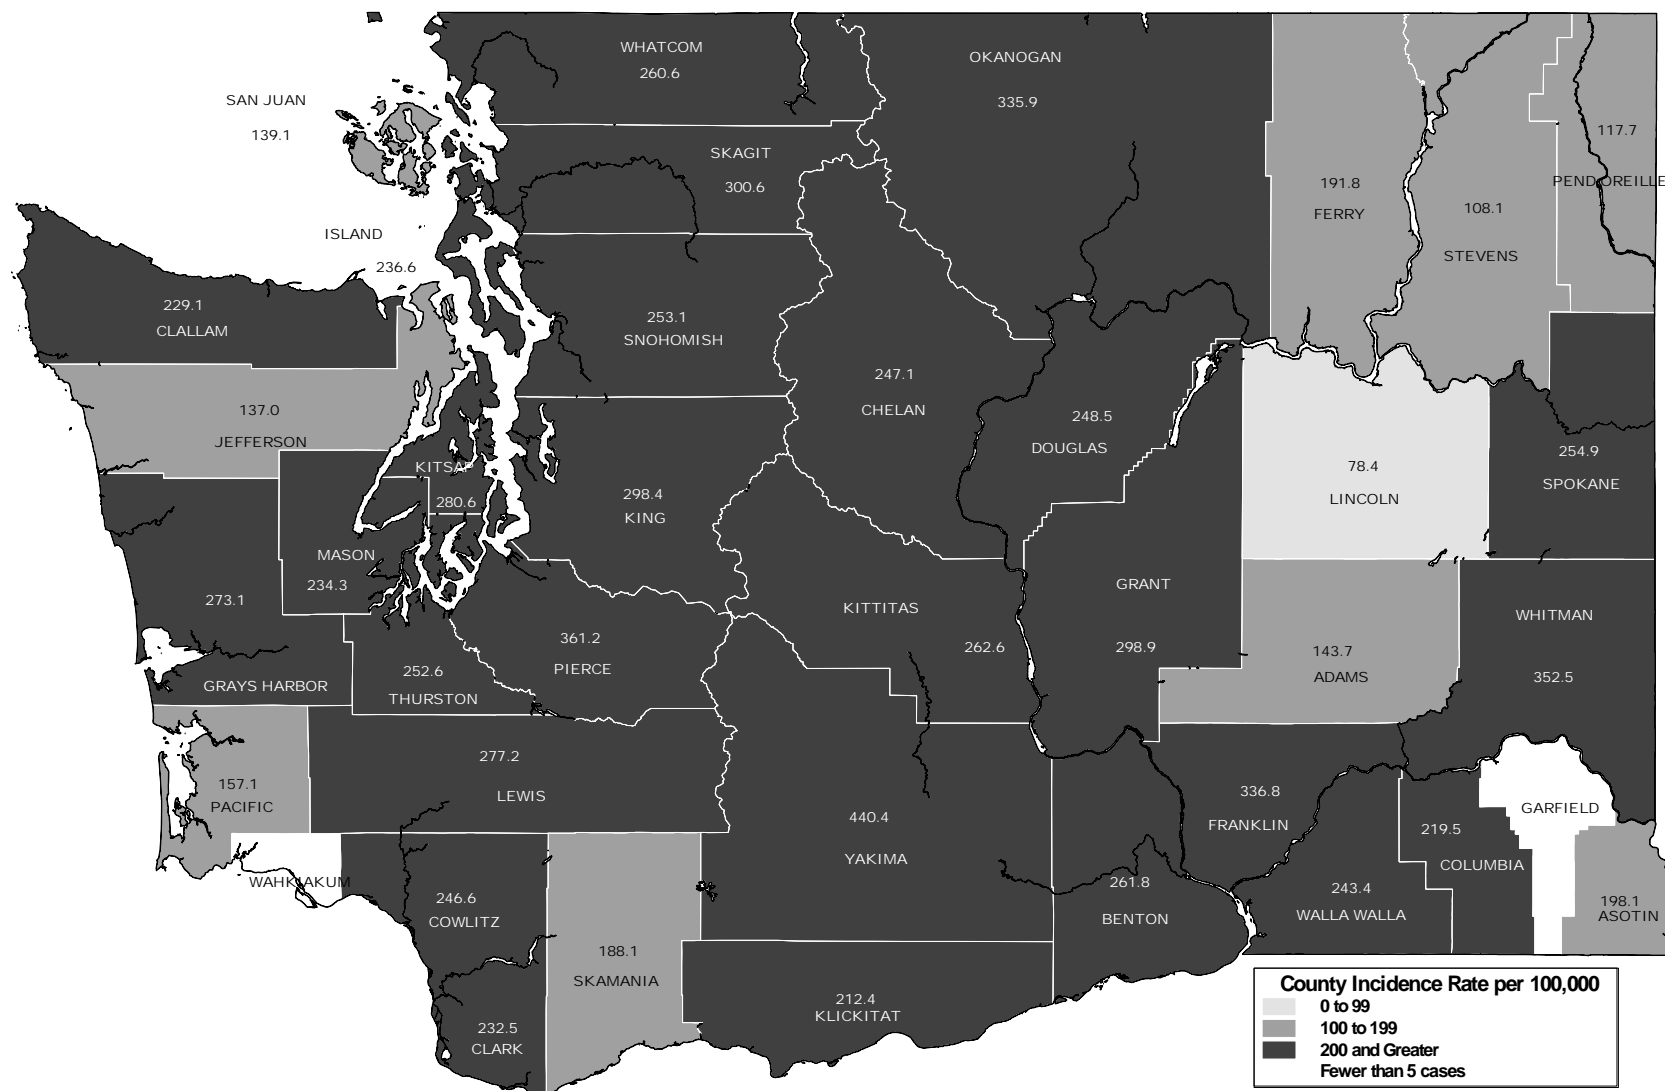 WHATCOM
260.6
OKANOGAN
335.9
SAN JUAN
139.1
SKAGIT
300.6
117.7
PEND OREILLE
191.8
FERRY
108.1
STEVENS
ISLAND
236.6
229.1
CLALLAM
253.1
SNOHOMISH
247.1
CHELAN
248.5
DOUGLAS
137.0
JEFFERSON
KITSAP
280.6
298.4
KING
78.4
LINCOLN
254.9
SPOKANE
MASON
234.3
273.1
GRAYS HARBOR
252.6
THURSTON
361.2
PIERCE
KITTITAS
262.6
GRANT
298.9
143.7
ADAMS
WHITMAN
352.5
157.1
PACIFIC
277.2
LEWIS
440.4
YAKIMA
336.8
FRANKLIN
219.5
COLUMBIA
GARFIELD
WAHKIAKUM
246.6
COWLITZ
188.1
SKAMANIA
261.8
BENTON
243.4
WALLA WALLA
198.1
ASOTIN
212.4
KLICKITAT
232.5
CLARK
County Incidence Rate per 100,000
0 to 99
100 to 199
200 and Greater
Fewer than 5 cases